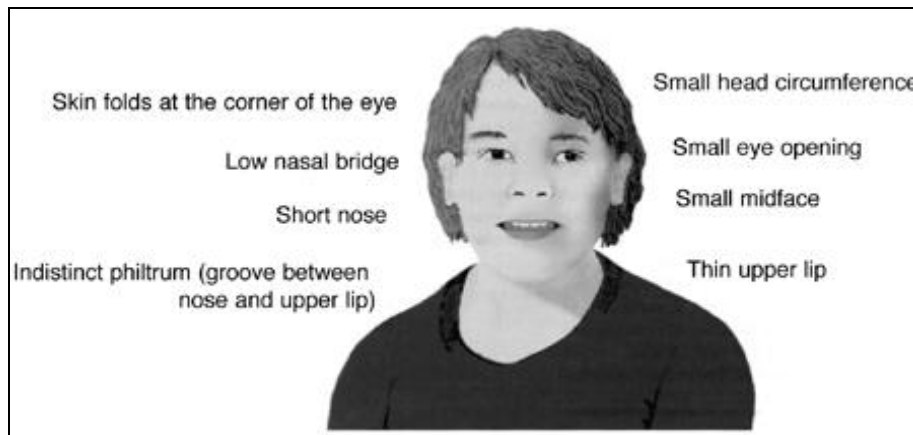 Skin folds at the corner of the eye
Low nasal bridge
Short nose
Indistinct philtrum (groove between
nose and upper lip)
Small head circumference
Small eye opening
Small midface
Thin upper lip